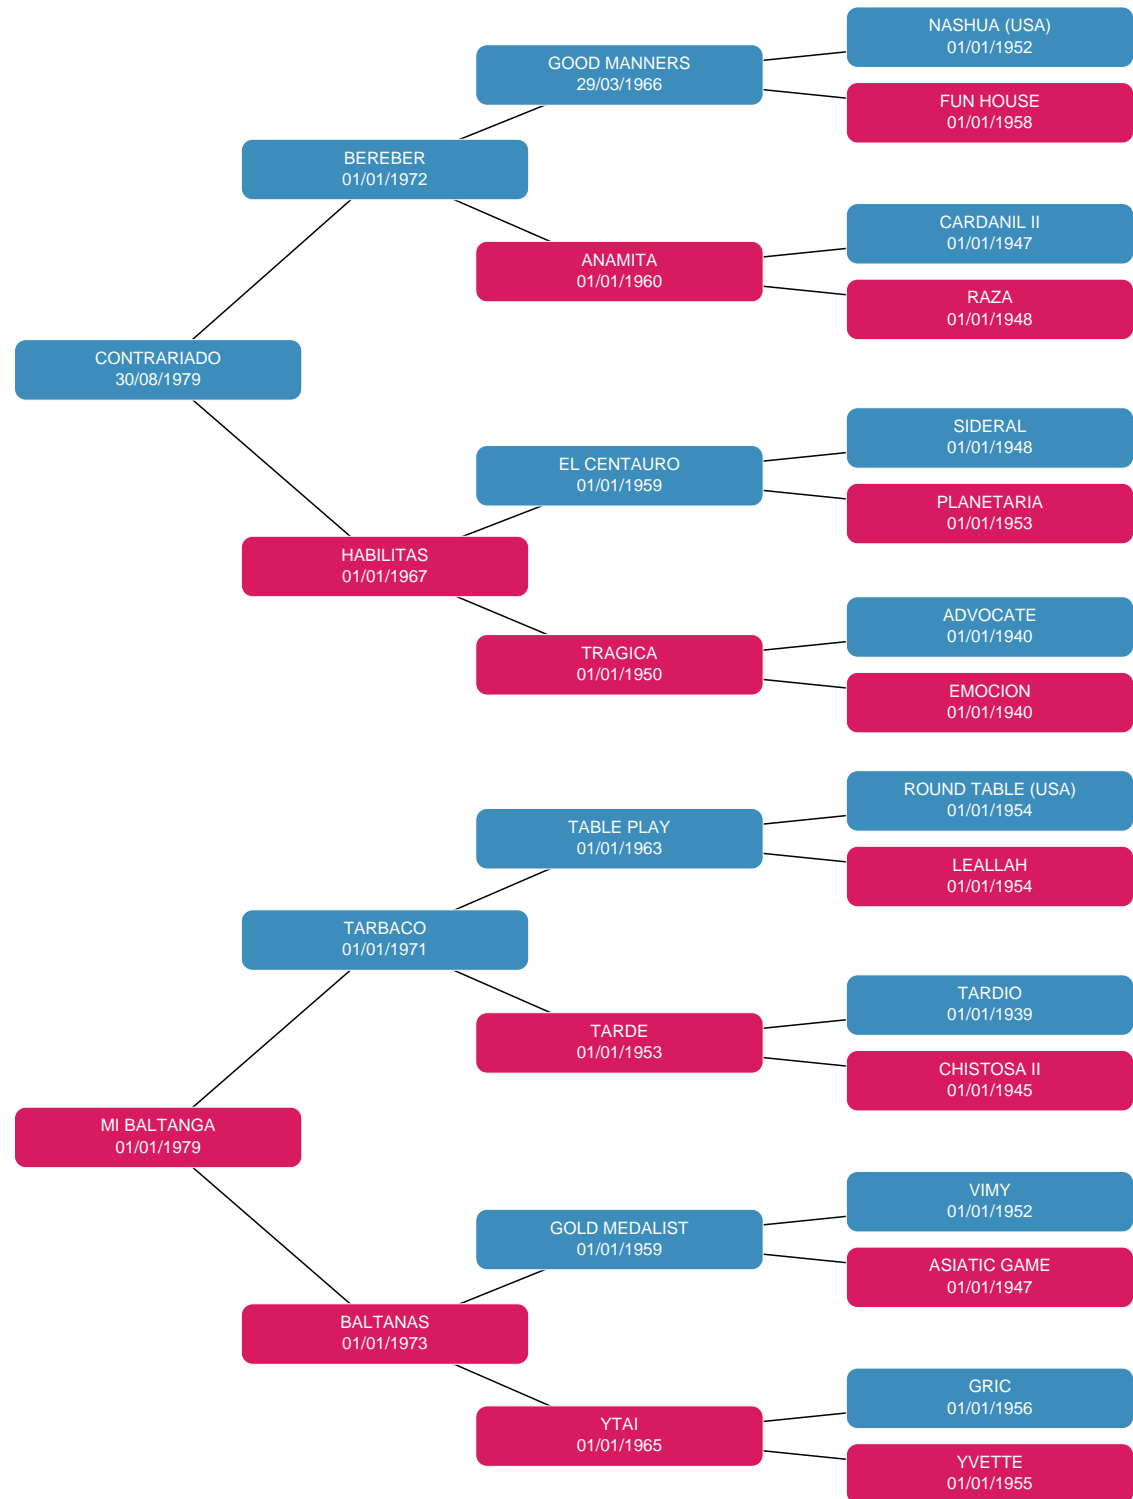 NASHUA (USA)
01/01/1952
GOOD MANNERS
29/03/1966
FUN HOUSE
01/01/1958
BEREBER
01/01/1972
CARDANIL II
01/01/1947
ANAMITA
01/01/1960
RAZA
01/01/1948
CONTRARIADO
30/08/1979
SIDERAL
01/01/1948
EL CENTAURO
01/01/1959
PLANETARIA
01/01/1953
HABILITAS
01/01/1967
ADVOCATE
01/01/1940
TRAGICA
01/01/1950
EMOCION
01/01/1940
ROUND TABLE (USA)
01/01/1954
TABLE PLAY
01/01/1963
LEALLAH
01/01/1954
TARBACO
01/01/1971
TARDIO
01/01/1939
TARDE
01/01/1953
CHISTOSA II
01/01/1945
MI BALTANGA
01/01/1979
VIMY
01/01/1952
GOLD MEDALIST
01/01/1959
ASIATIC GAME
01/01/1947
BALTANAS
01/01/1973
GRIC
01/01/1956
YTAI
01/01/1965
YVETTE
01/01/1955